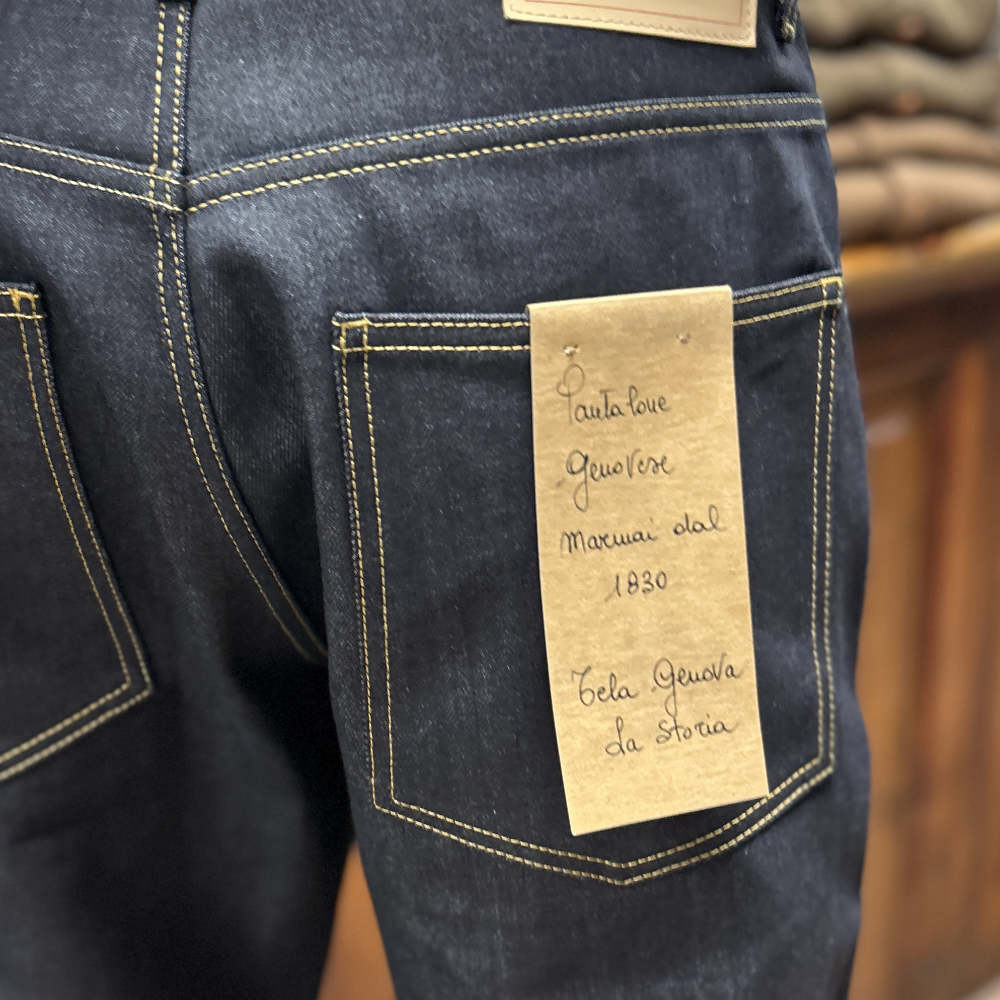 Pantalone
Genovese
Marinai dal
1830
Tela Genova
La Storia